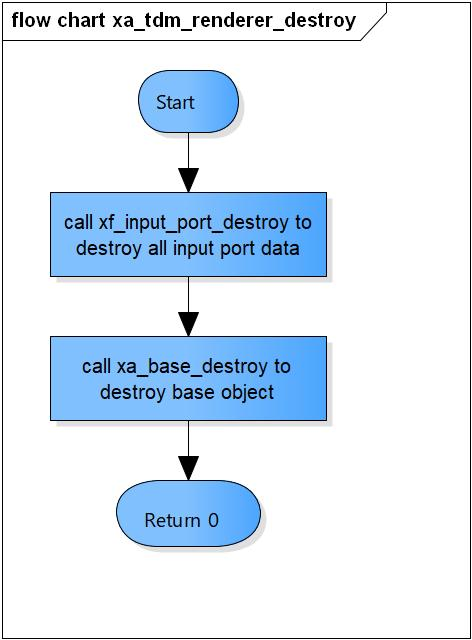 flow chart xa_tdm_renderer_destroy
Start
call xf_input_port_destroy to
destroy all input port data
call xa_base_destroy to
destroy base object
Return 0